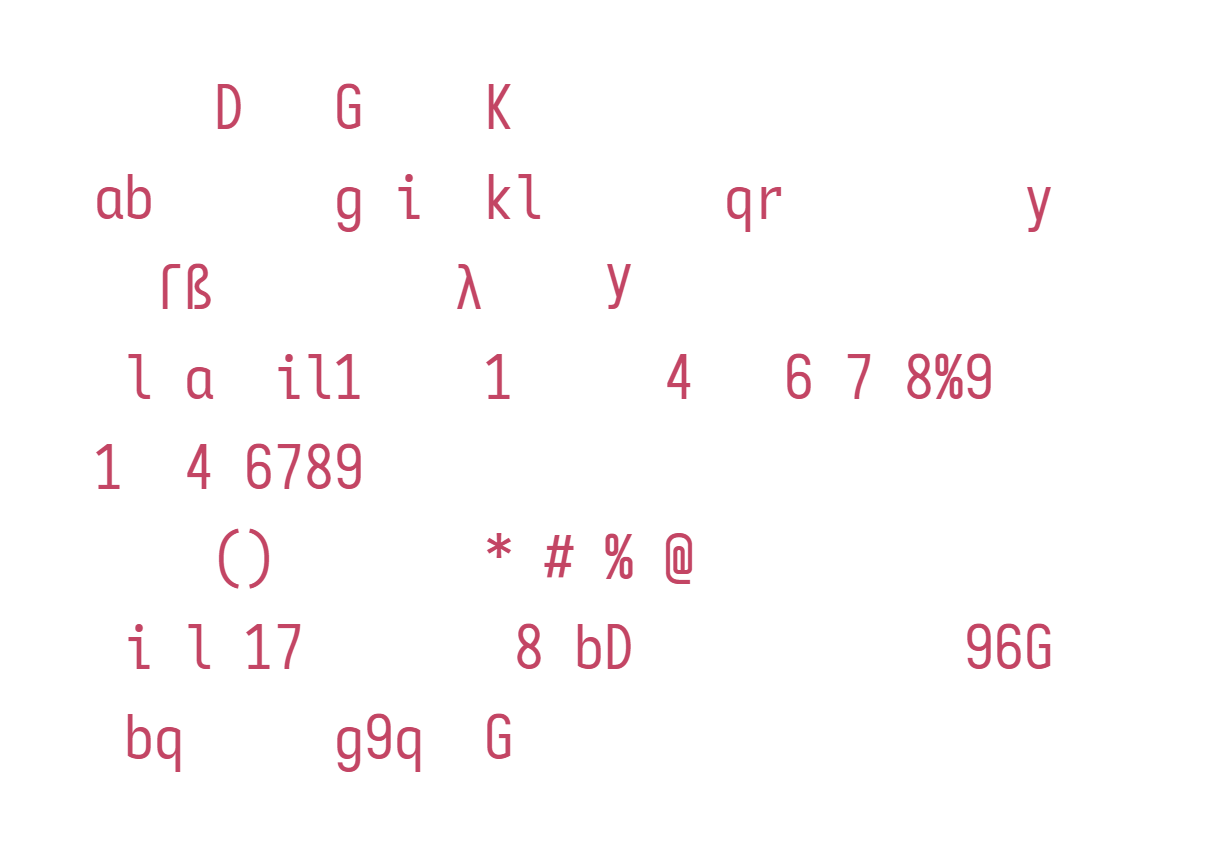 D G K
ab g i kl qr y
ſß λ У
l a il1 1 4 6 7 8%9
1 4 6789
() * # % @
i l 17 8 bD 96G
bq g9q G